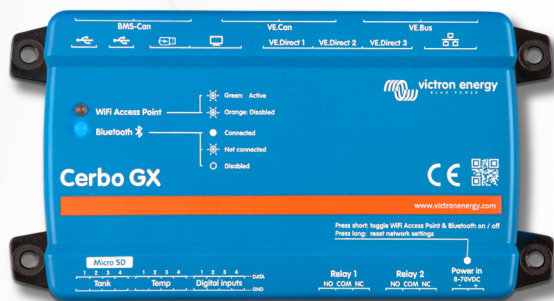 BMS-Can VE.Can VE.Bus
VE.Direct 1 VE.Direct 2 VE.Direct 3
victron energy
BLUE POWER
Green: Active
WiFi Access Point
Orange: Disabled
Bluetooth
Connected
Not connected
Disabled
Cerbo GX
CE
www.victronenergy.com
Press short: toggle WiFi Access Point & Bluetooth on / off
Press long: reset network settings
Micro SD
1 2 3 4 1 2 3 4 1 2 3 4 DATA
Tank Temp Digital inputs GND
Relay 1 Relay 2 Power in
NO COM NC NO COM NC 8-70VDC
- +